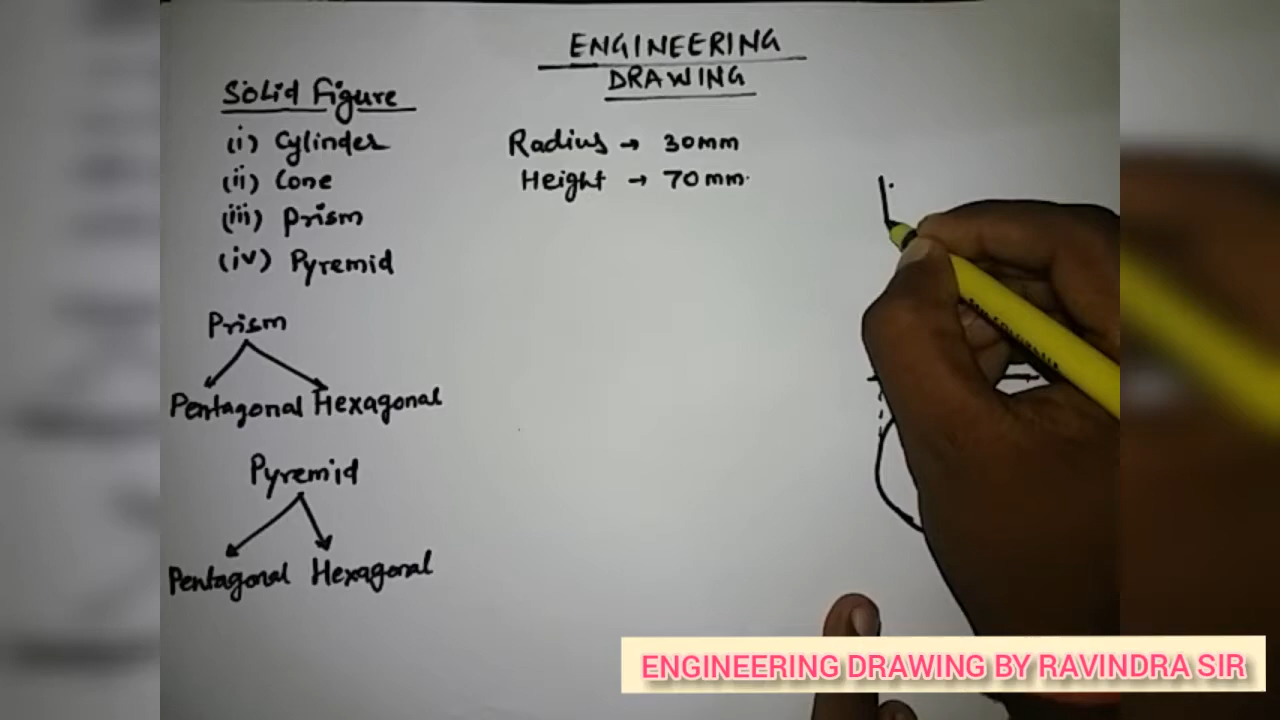 ENGINEERING
DRAWING
Solid Figure
(i) Cylinder
(ii) Cone
(iii) Prism
(iv) Pyremid
Radius → 30mm
Height → 70mm.
Prism
Pentagonal Hexagonal
Pyremid
Pentagonal Hexagonal
ENGINEERING DRAWING BY RAVINDRA SIR